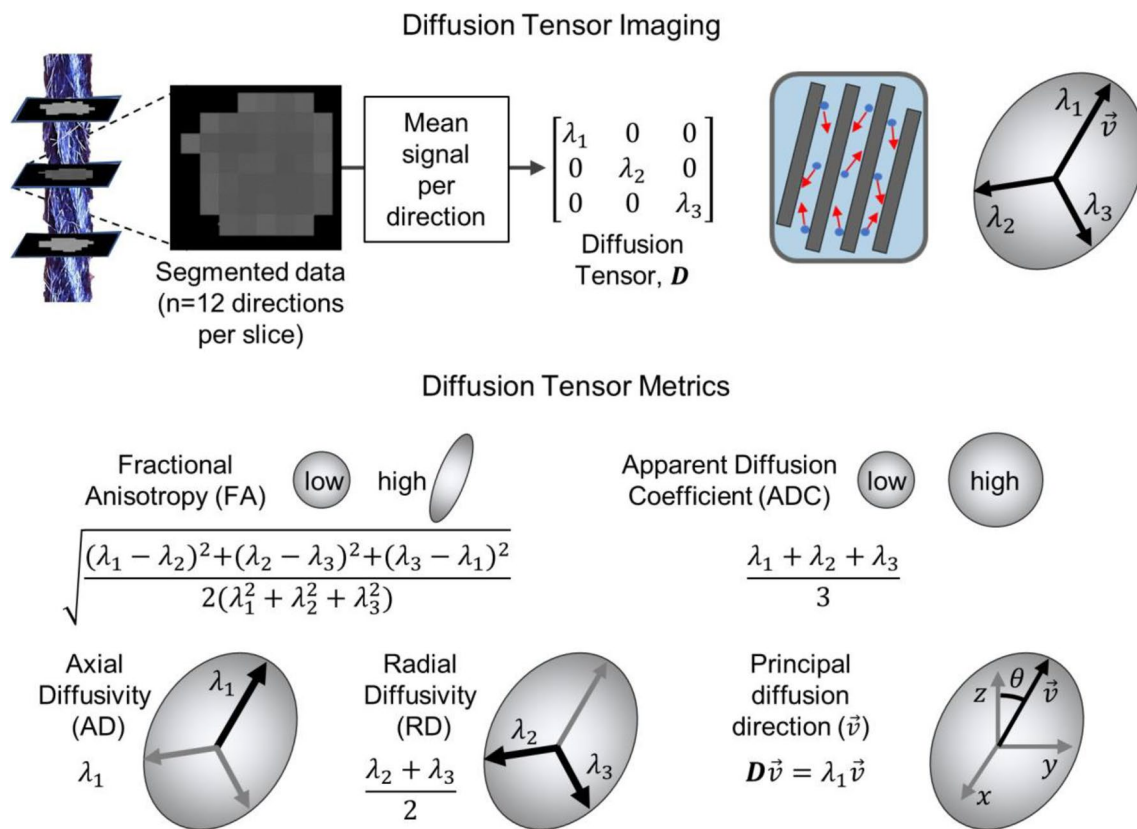 Diffusion Tensor Imaging
Segmented data
(n=12 directions
per slice)
Mean
signal
per
direction
[λ₁ 0 0
0 λ₂ 0
0 0 λ₃]
Diffusion
Tensor, D
λ₁
v⃗
λ₂
λ₃
Diffusion Tensor Metrics
Fractional
Anisotropy (FA)
low
high
√((λ₁ − λ₂)²+(λ₂ − λ₃)²+(λ₃ − λ₁)² / 2(λ₁² + λ₂² + λ₃²))
Apparent Diffusion
Coefficient (ADC)
low
high
(λ₁ + λ₂ + λ₃) / 3
Axial
Diffusivity
(AD)
λ₁
λ₁
Radial
Diffusivity
(RD)
(λ₂ + λ₃) / 2
λ₂
λ₃
Principal
diffusion
direction (v⃗)
Dv⃗ = λ₁v⃗
z
θ
v⃗
y
x